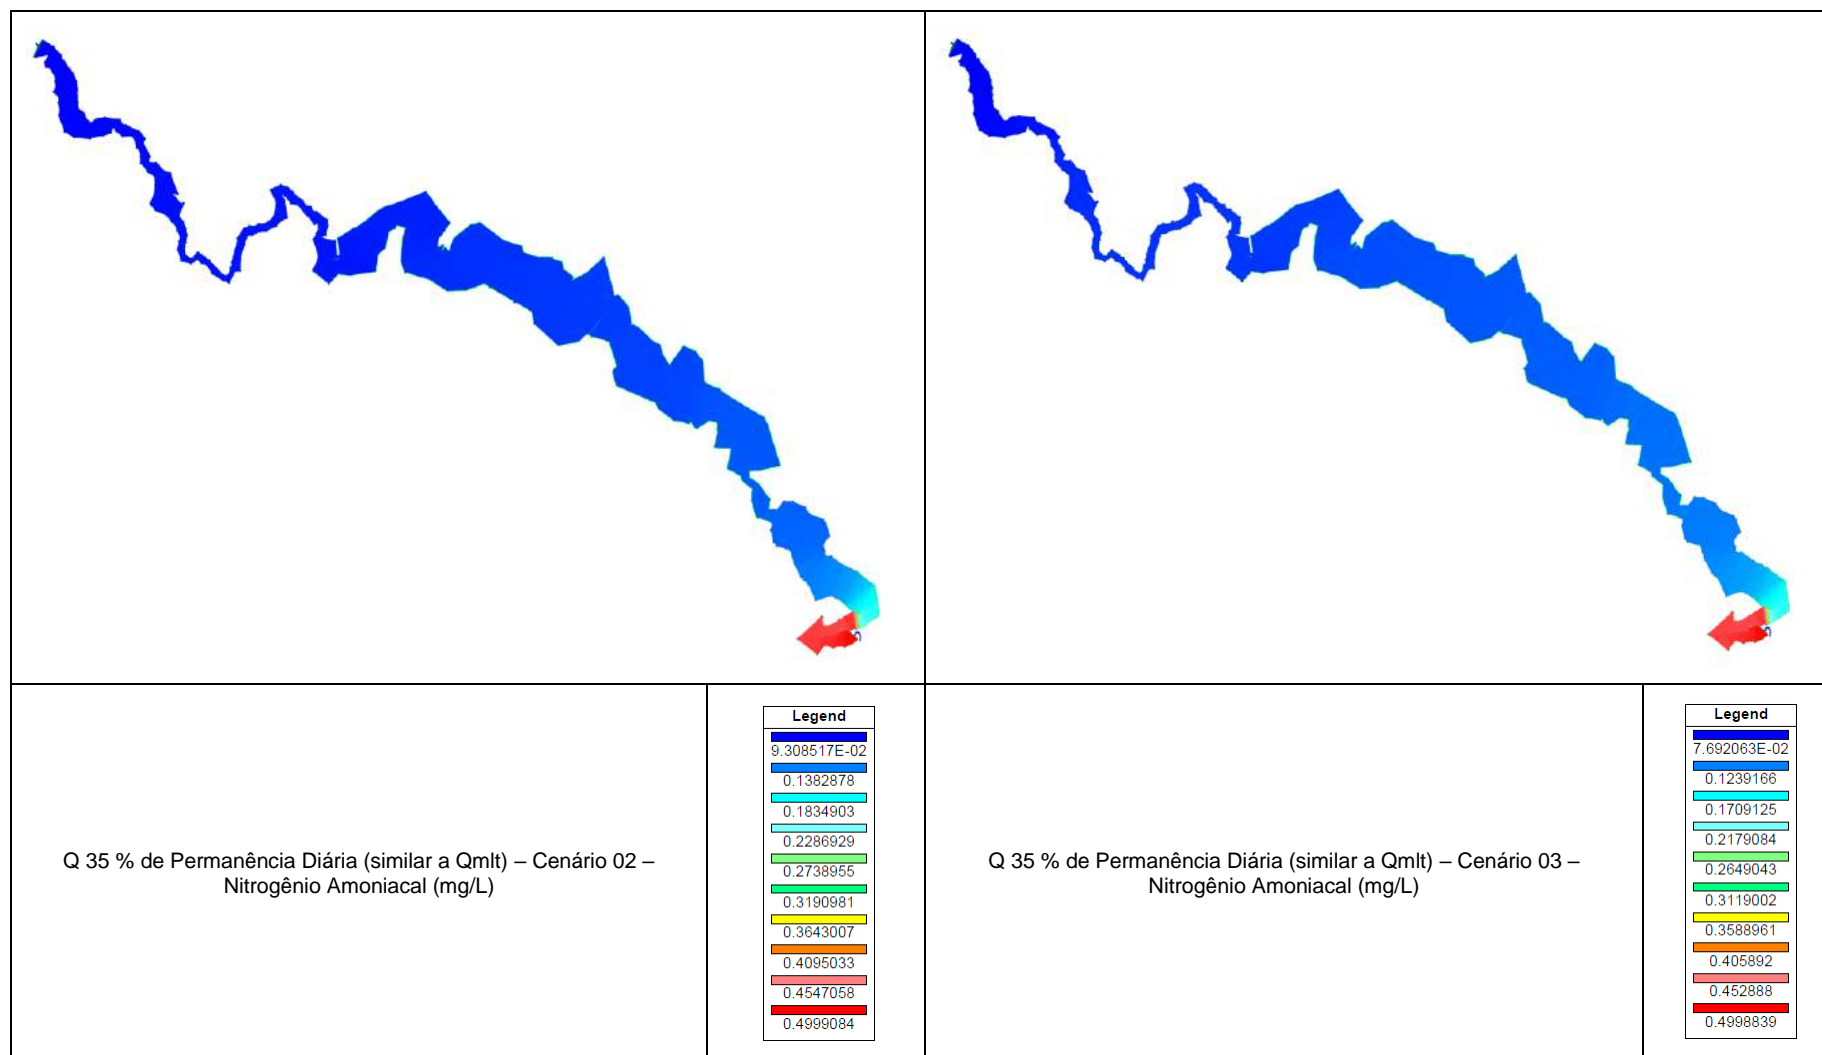 Q 35 % de Permanência Diária (similar a Qmlt) – Cenário 02 –
Nitrogênio Amoniacal (mg/L)
Legend
9.308517E-02
0.1382878
0.1834903
0.2286929
0.2738955
0.3190981
0.3643007
0.4095033
0.4547058
0.4999084
Q 35 % de Permanência Diária (similar a Qmlt) – Cenário 03 –
Nitrogênio Amoniacal (mg/L)
Legend
7.692063E-02
0.1239166
0.1709125
0.2179084
0.2649043
0.3119002
0.3588961
0.405892
0.452888
0.4998839